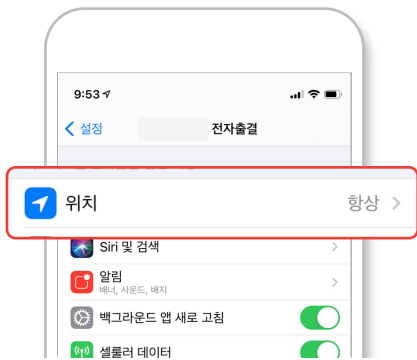 9:53
설정
전자출결
위치
항상
Siri 및 검색
알림
배너, 사운드, 배지
백그라운드 앱 새로 고침
셀룰러 데이터